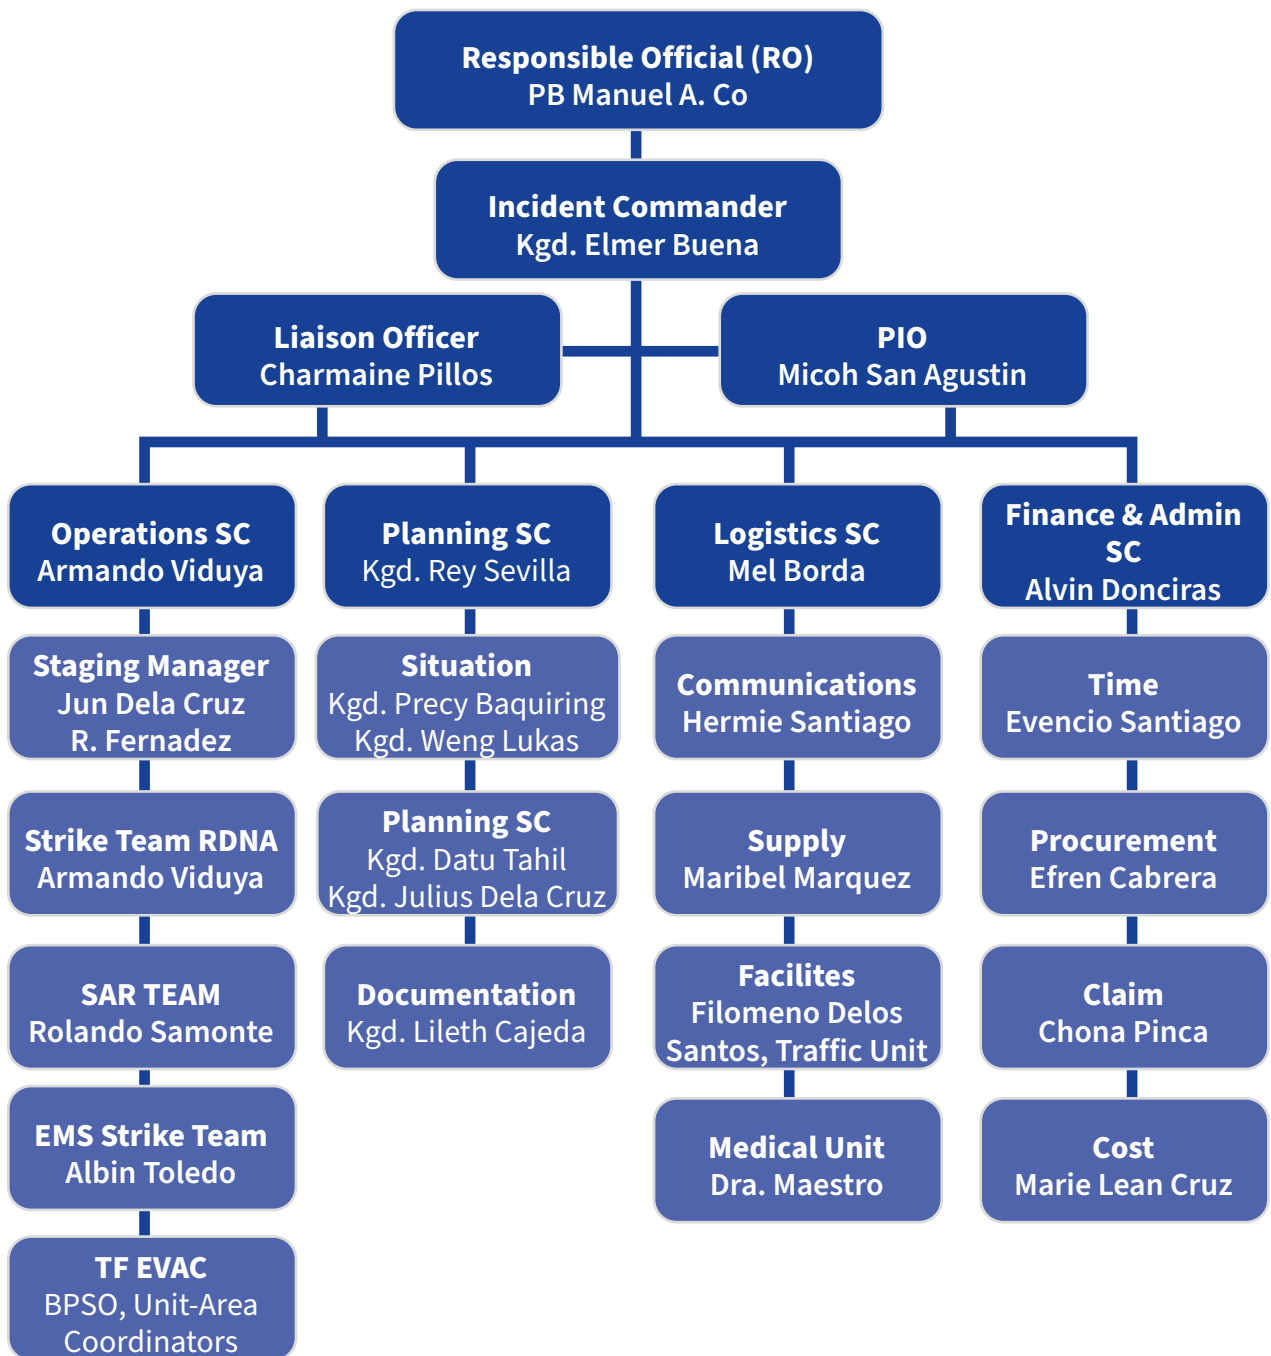 Responsible Official (RO)
PB Manuel A. Co
Incident Commander
Kgd. Elmer Buena
Liaison Officer
Charmaine Pillos
PIO
Micoh San Agustin
Operations SC
Armando Viduya
Planning SC
Kgd. Rey Sevilla
Logistics SC
Mel Borda
Finance & Admin
SC
Alvin Donciras
Staging Manager
Jun Dela Cruz
R. Fernadez
Situation
Kgd. Precy Baquiring
Kgd. Weng Lukas
Communications
Hermie Santiago
Time
Evencio Santiago
Strike Team RDNA
Armando Viduya
Planning SC
Kgd. Datu Tahil
Kgd. Julius Dela Cruz
Supply
Maribel Marquez
Procurement
Efren Cabrera
SAR TEAM
Rolando Samonte
Documentation
Kgd. Lileth Cajeda
Facilites
Filomeno Delos
Santos, Traffic Unit
Claim
Chona Pinca
EMS Strike Team
Albin Toledo
Medical Unit
Dra. Maestro
Cost
Marie Lean Cruz
TF EVAC
BPSO, Unit-Area
Coordinators